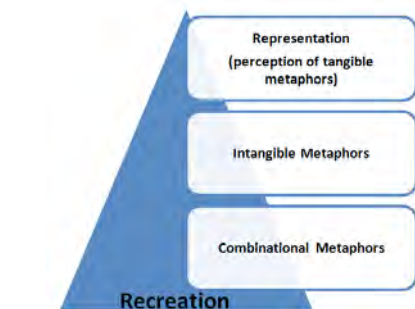 Representation
(perception of tangible
metaphors)
Intangible Metaphors
Combinational Metaphors
Recreation